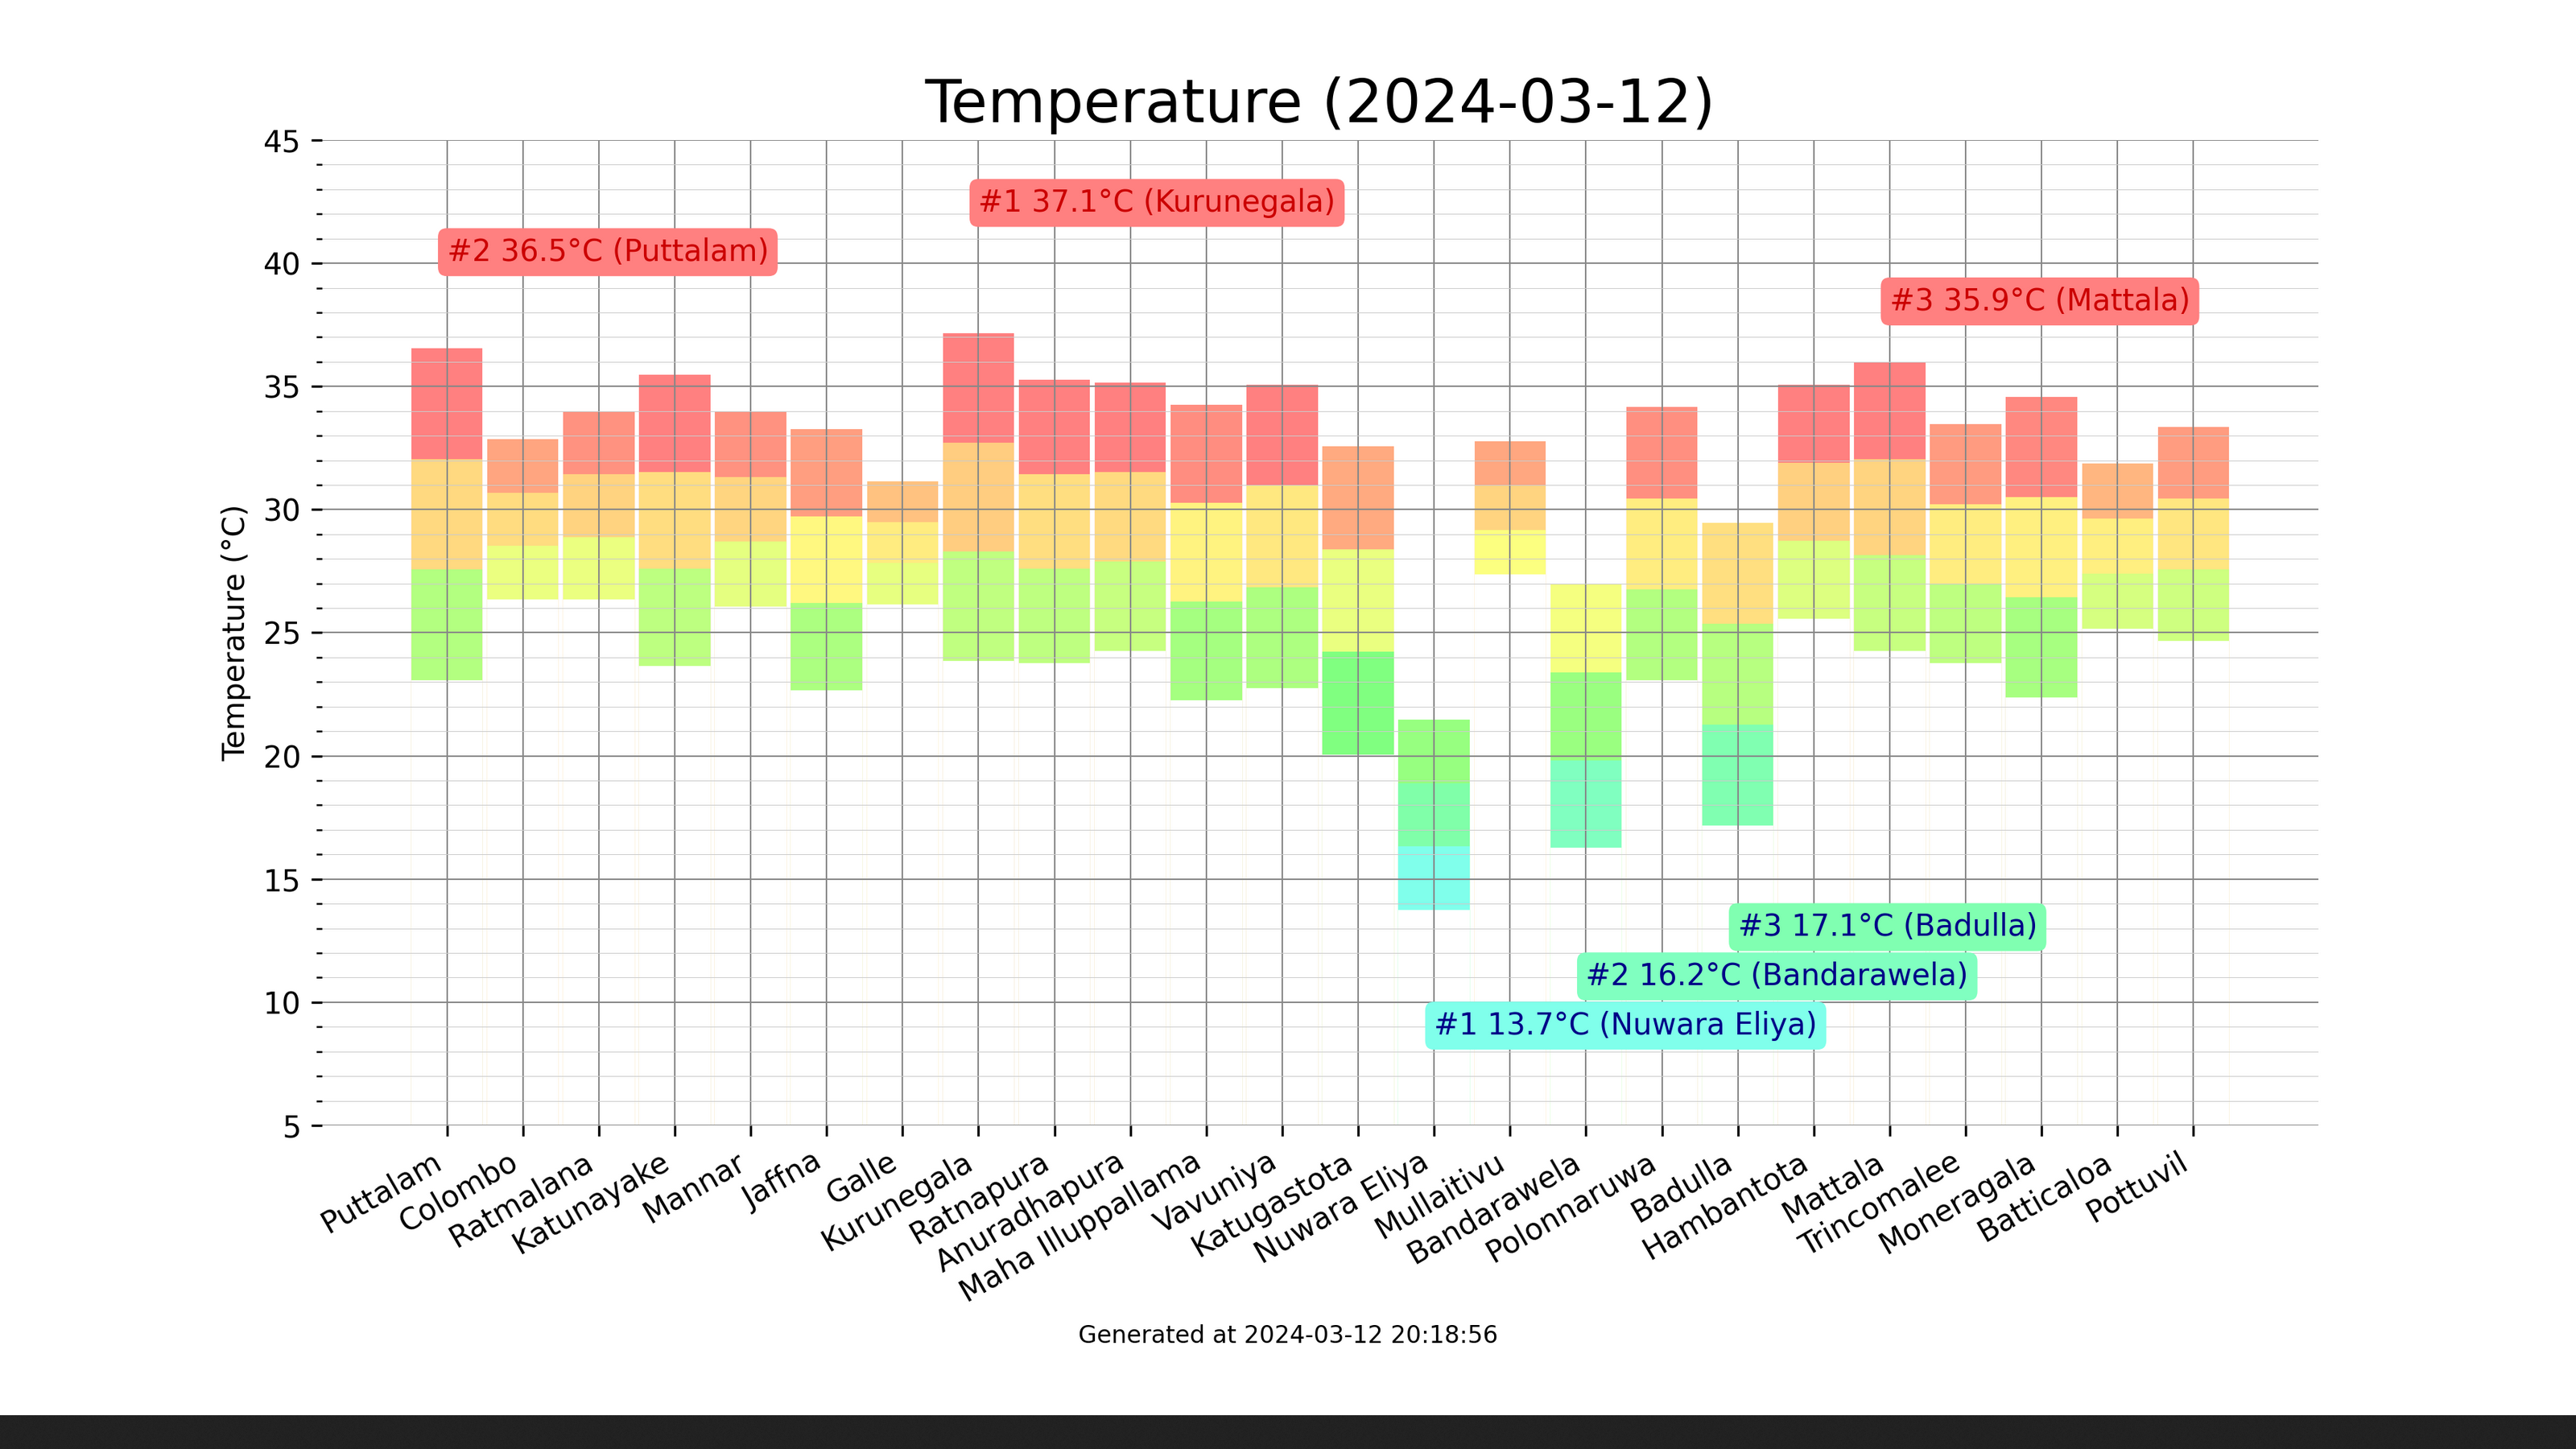 Temperature (2024-03-12)
45
40
35
30
25
20
15
10
5
Temperature (°C)
#1 37.1°C (Kurunegala)
#2 36.5°C (Puttalam)
#3 35.9°C (Mattala)
#3 17.1°C (Badulla)
#2 16.2°C (Bandarawela)
#1 13.7°C (Nuwara Eliya)
Puttalam
Colombo
Ratmalana
Katunayake
Mannar
Jaffna
Galle
Kurunegala
Ratnapura
Anuradhapura
Maha Illuppallama
Vavuniya
Katugastota
Nuwara Eliya
Mullaitivu
Bandarawela
Polonnaruwa
Badulla
Hambantota
Mattala
Trincomalee
Moneragala
Batticaloa
Pottuvil
Generated at 2024-03-12 20:18:56